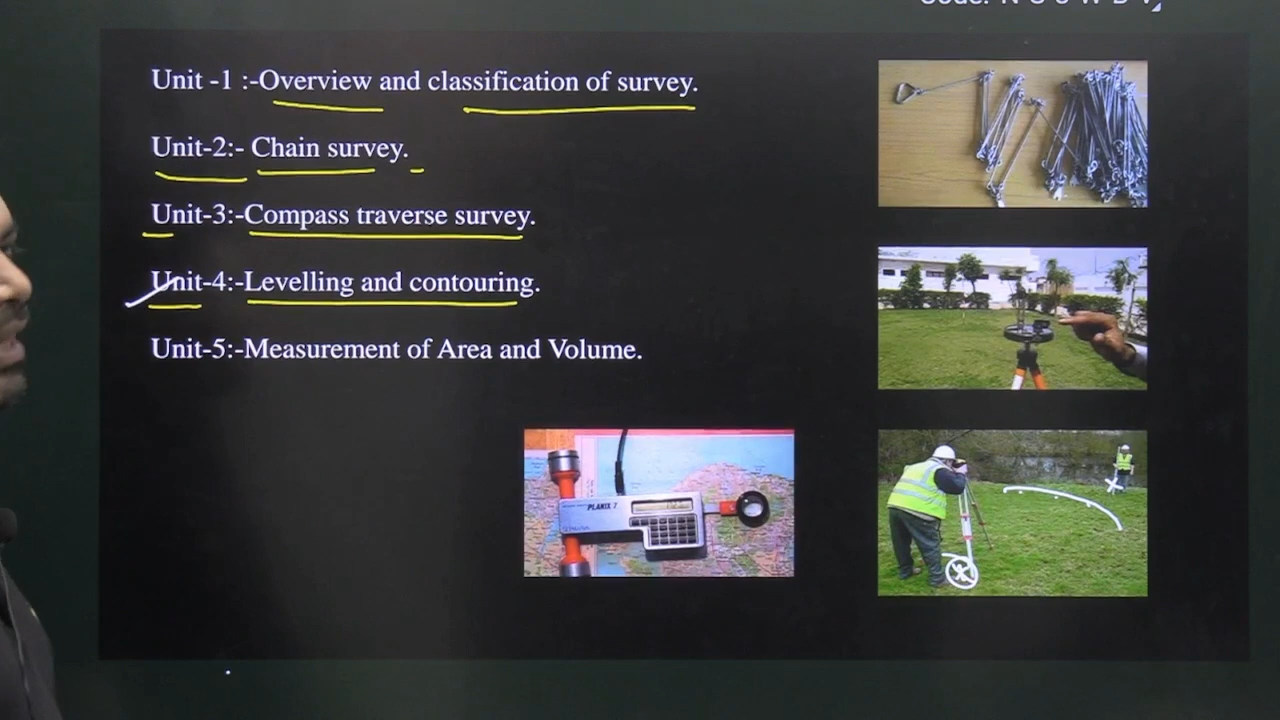 Unit -1 :-Overview and classification of survey.
Unit-2:- Chain survey.
Unit-3:-Compass traverse survey.
Unit-4:-Levelling and contouring.
Unit-5:-Measurement of Area and Volume.
PLANIX 7